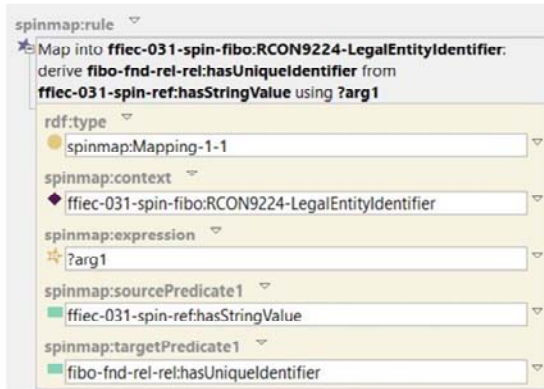 spinmap:rule
Map into ffiec-031-spin-fibo:RCON9224-LegalEntityIdentifier:
derive fibo-fnd-rel-rel:hasUniqueIdentifier from
ffiec-031-spin-ref:hasStringValue using ?arg1
rdf:type
spinmap:Mapping-1-1
spinmap:context
ffiec-031-spin-fibo:RCON9224-LegalEntityIdentifier
spinmap:expression
?arg1
spinmap:sourcePredicate1
ffiec-031-spin-ref:hasStringValue
spinmap:targetPredicate1
fibo-fnd-rel-rel:hasUniqueIdentifier